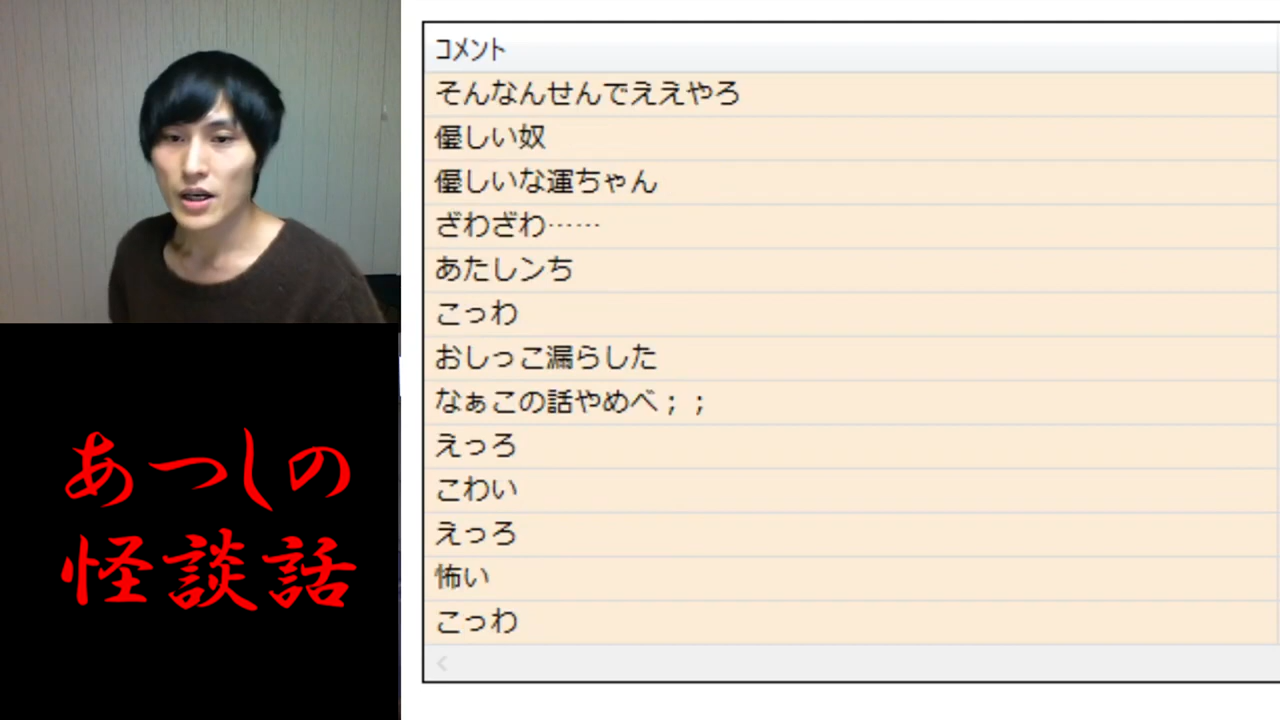 コメント
そんなんせんでええやろ
優しい奴
優しいな運ちゃん
ざわざわ……
あたしンち
こっわ
おしっこ漏らした
なぁこの話やめべ；；
えっろ
こわい
えっろ
怖い
こっわ
あつしの
怪談話